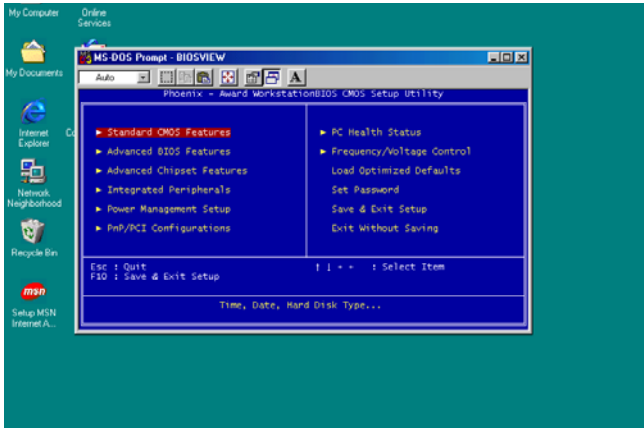 My Computer
Online
Services
My Documents
Internet
Explorer
Network
Neighborhood
Recycle Bin
msn
Setup MSN
Internet A...
MS-DOS Prompt - BIOSVIEW
Auto
A
Phoenix - Award WorkstationBIOS CMOS Setup Utility
► Standard CMOS Features
► Advanced BIOS Features
► Advanced Chipset Features
► Integrated Peripherals
► Power Management Setup
► PnP/PCI Configurations
► PC Health Status
► Frequency/Voltage Control
Load Optimized Defaults
Set Password
Save & Exit Setup
Exit Without Saving
Esc : Quit
F10 : Save & Exit Setup
: Select Item
Time, Date, Hard Disk Type...